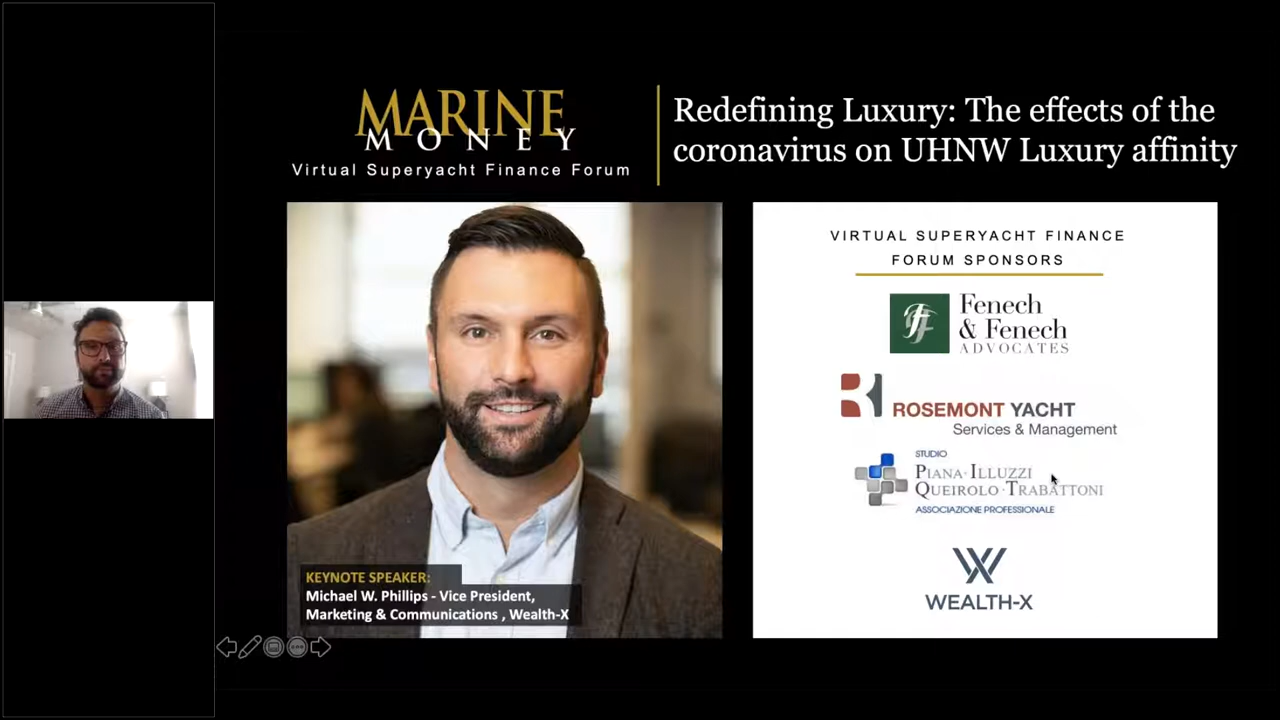 MARINE
MONEY
Virtual Superyacht Finance Forum
Redefining Luxury: The effects of the
coronavirus on UHNW Luxury affinity
KEYNOTE SPEAKER:
Michael W. Phillips - Vice President,
Marketing & Communications , Wealth-X
VIRTUAL SUPERYACHT FINANCE
FORUM SPONSORS
Fenech
& Fenech
ADVOCATES
ROSEMONT YACHT
Services & Management
STUDIO
PIANA·ILLUZZI
QUEIROLO·TRABATTONI
ASSOCIAZIONE PROFESSIONALE
WEALTH-X